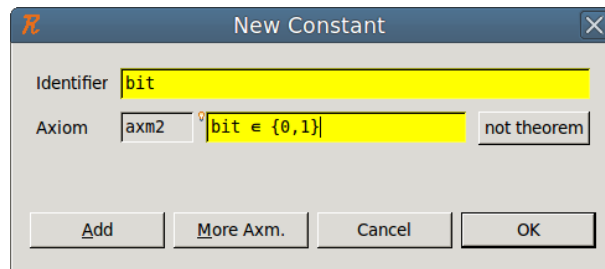 New Constant
Identifier bit
Axiom axm2 bit ∈ {0,1} not theorem
Add More Axm. Cancel OK